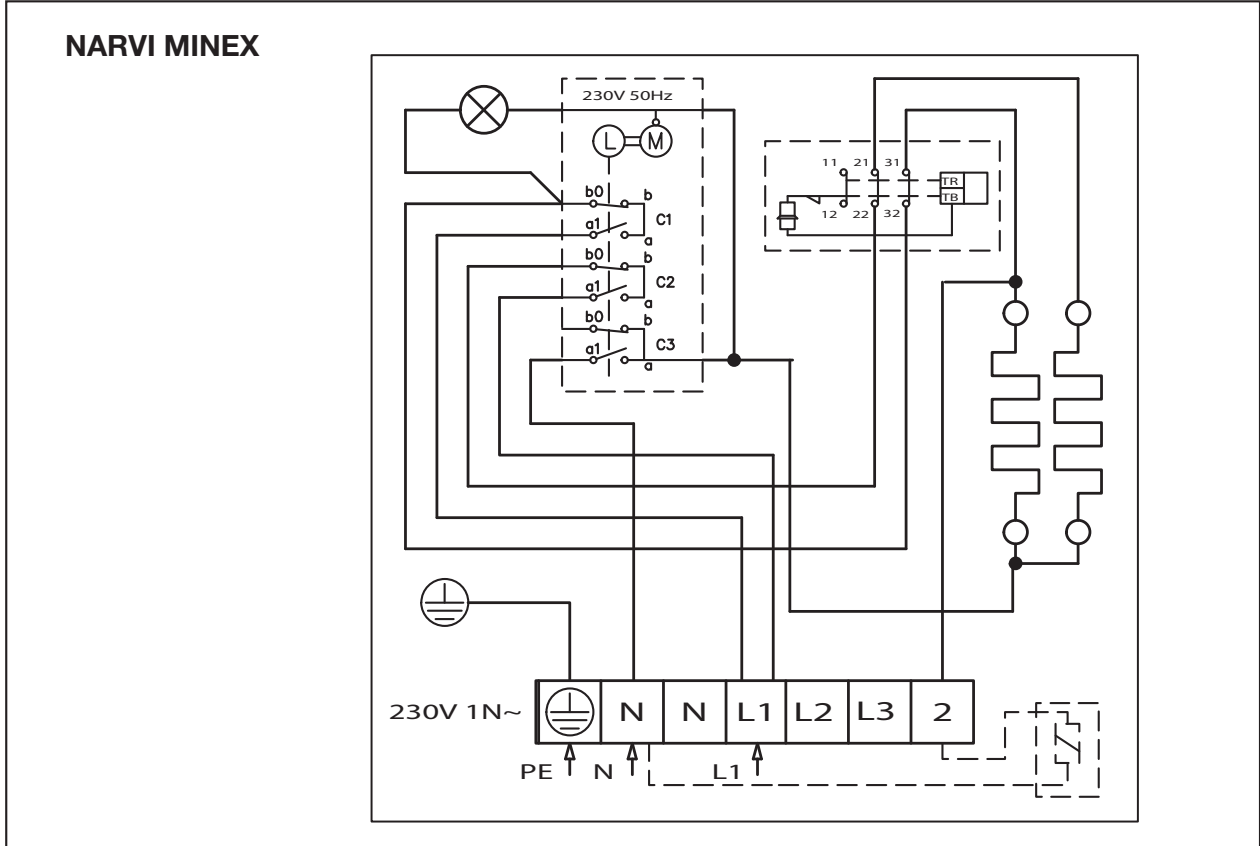 NARVI MINEX
230V 50Hz
L M
11 21 31
TR
TB
12 22 32
b0 b
C1
a1 a
b0 b
C2
a1 a
b0 b
C3
a1 a
230V 1N~ N N L1 L2 L3 2
PE N L1